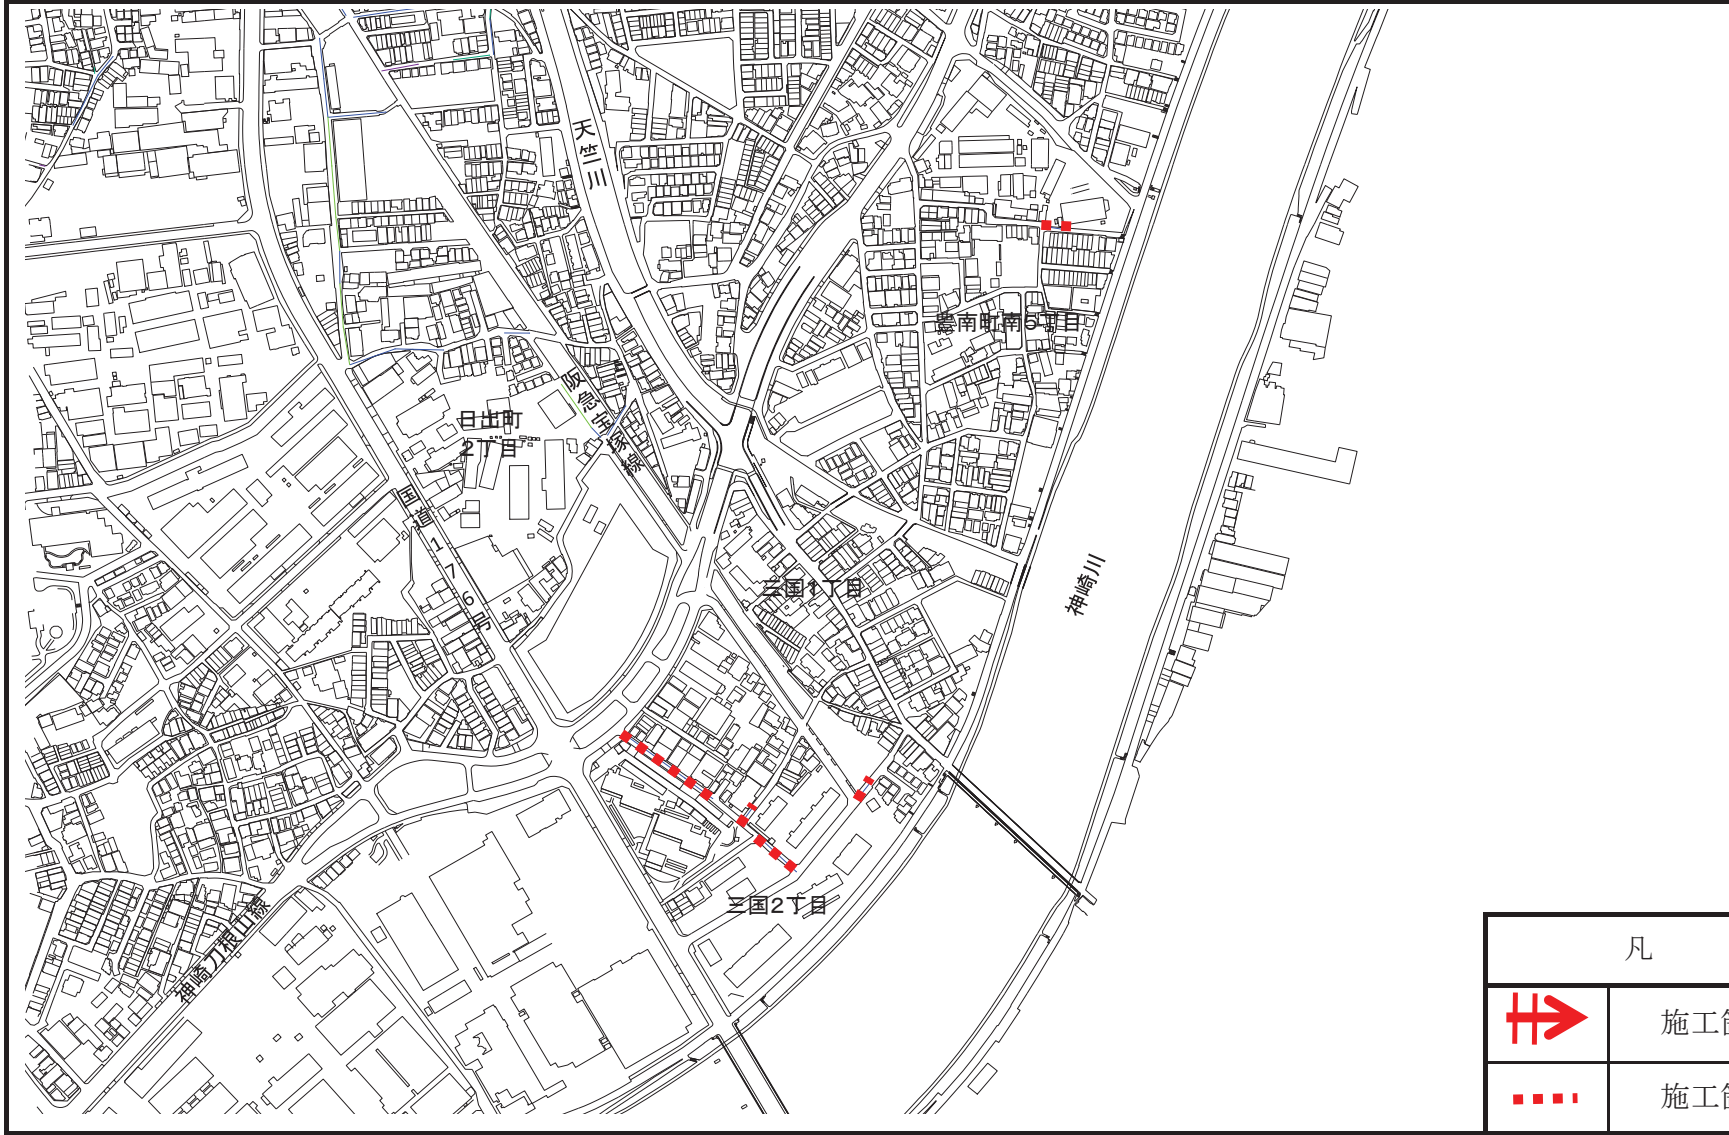 天竺川
豊南町南5丁目
阪急宝塚線
日出町
2丁目
国道176号
三国1丁目
神崎川
三国2丁目
神崎刀根山線
凡
施工箇
施工箇